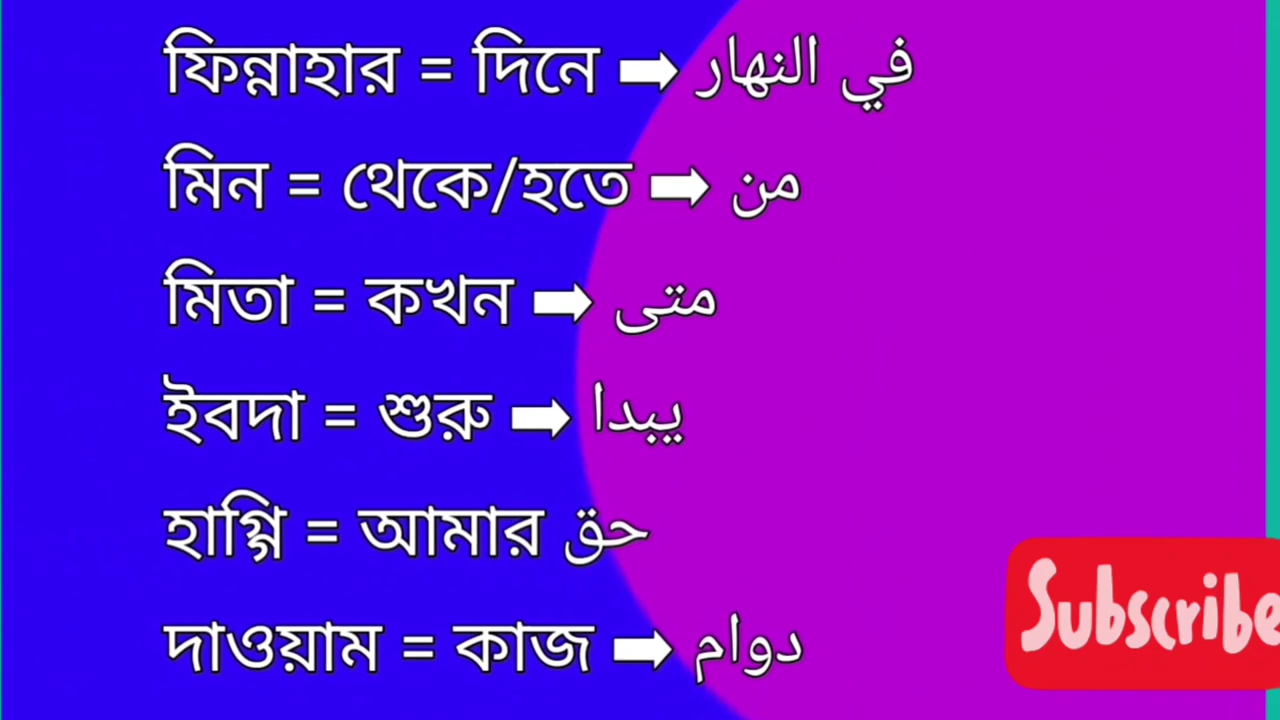 ফিন্নাহার = দিনে ➡ في النهار
মিন = থেকে/হতে ➡ من
মিতা = কখন ➡ متى
ইবদা = শুরু ➡ يبدا
হাগ্গি = আমার حق
দাওয়াম = কাজ ➡ دوام
Subscribe